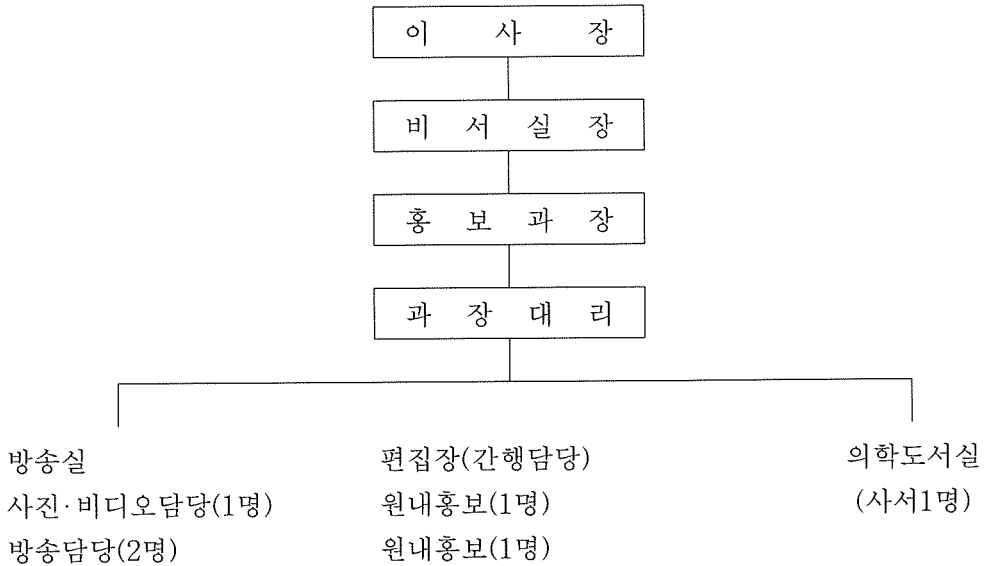 이 사 장
비 서 실 장
홍 보 과 장
과 장 대 리
방송실
사진·비디오담당(1명)
방송담당(2명)
편집장(간행담당)
원내홍보(1명)
원내홍보(1명)
의학도서실
(사서1명)